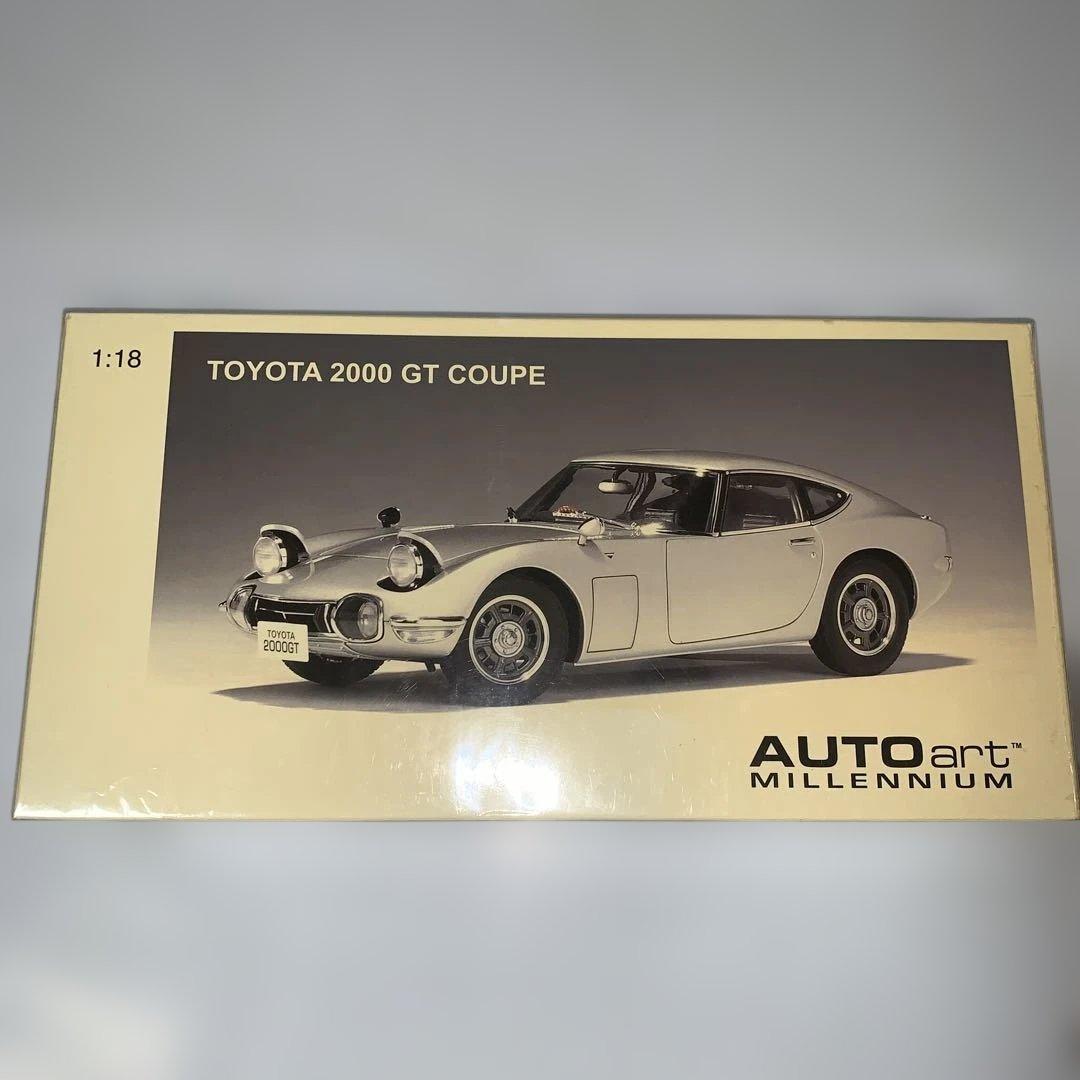 1:18
TOYOTA 2000 GT COUPE
TOYOTA
2000GT
AUTOart™
MILLENNIUM